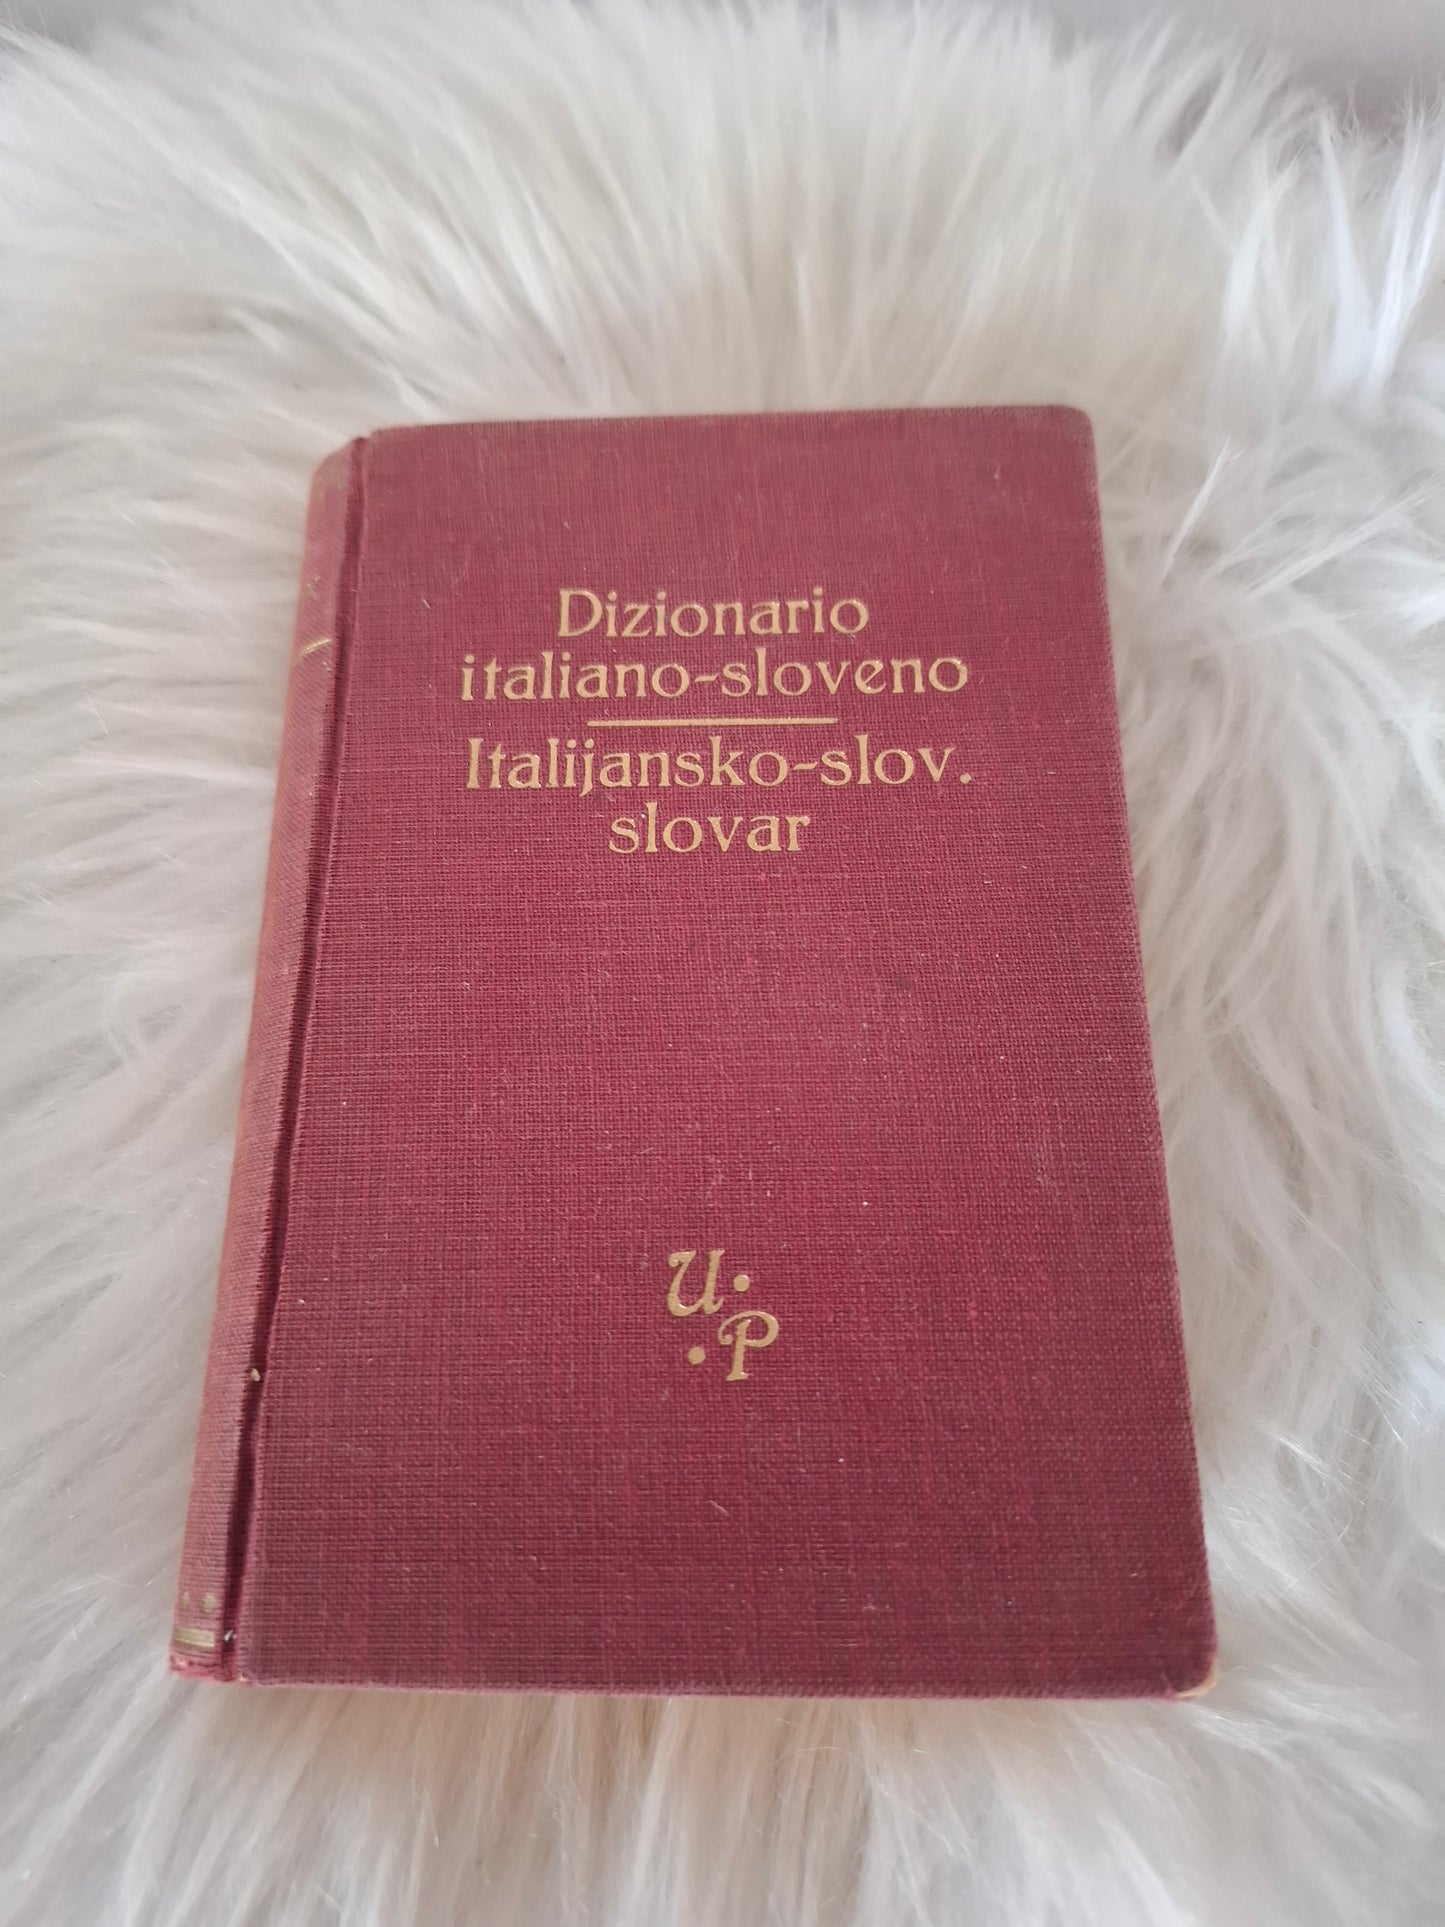 Dizionario
italiano-sloveno
Italijansko-slov.
slovar
U.
.P